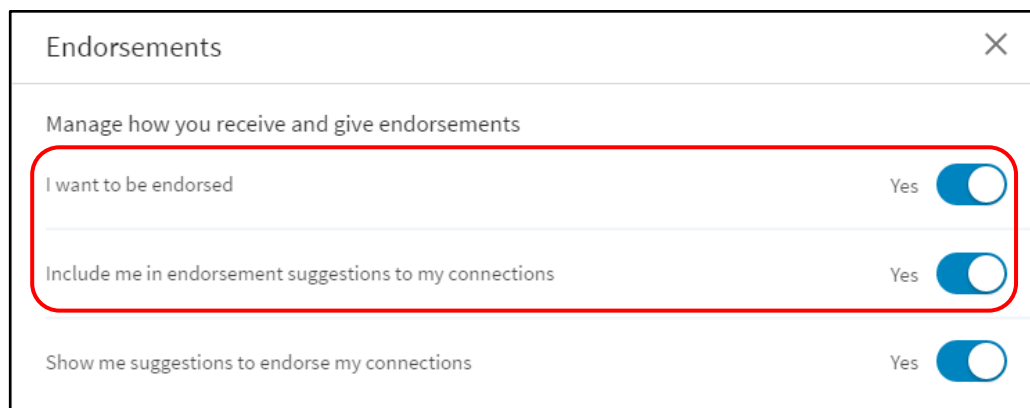 Endorsements
Manage how you receive and give endorsements
I want to be endorsed Yes
Include me in endorsement suggestions to my connections Yes
Show me suggestions to endorse my connections Yes